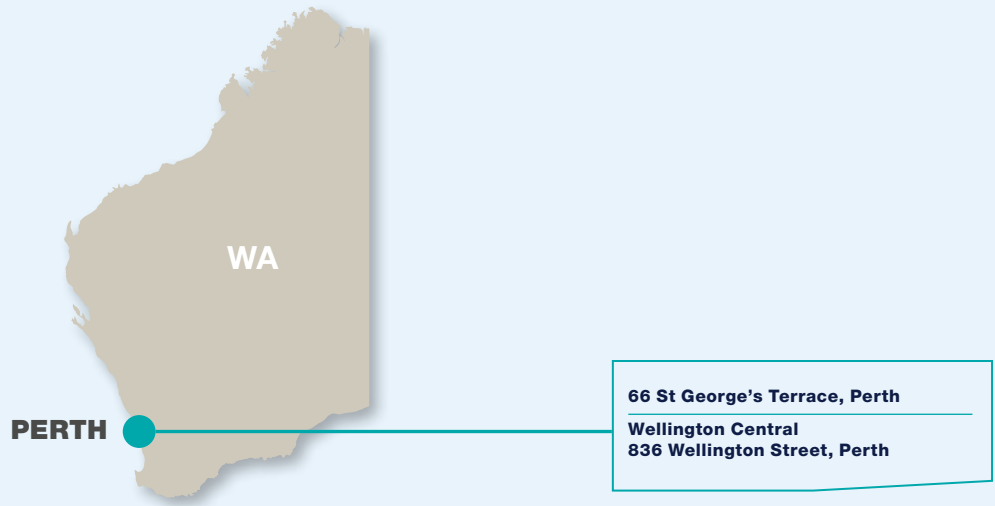 WA
PERTH
66 St George’s Terrace, Perth
Wellington Central
836 Wellington Street, Perth